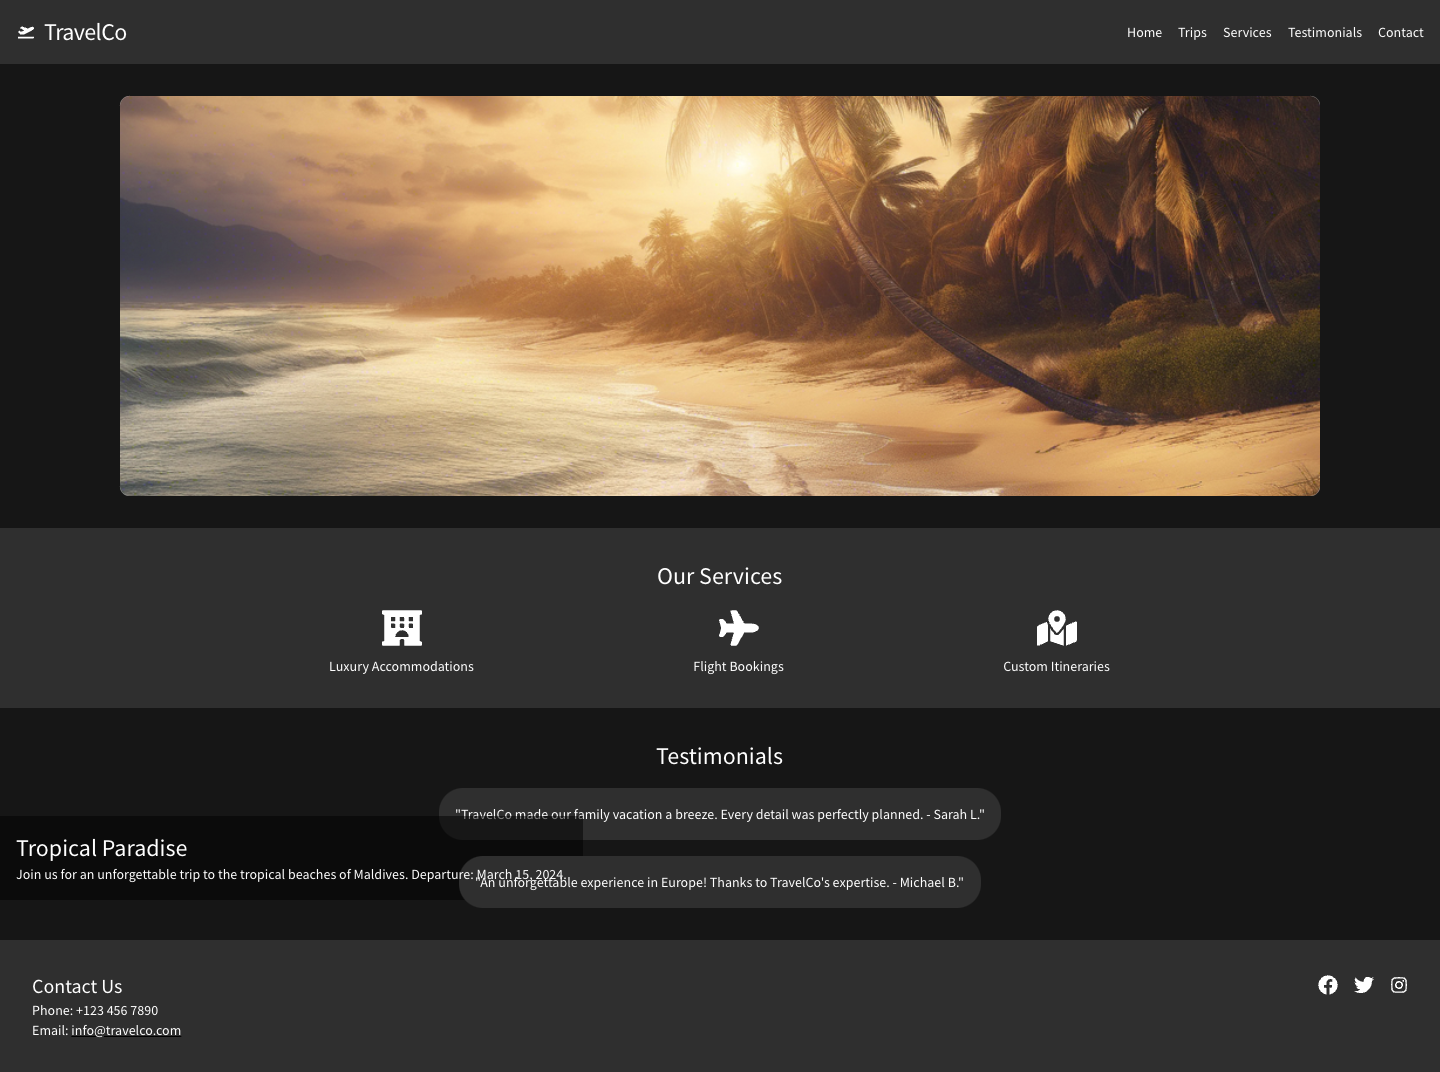 TravelCo
Home
Trips
Services
Testimonials
Contact
Our Services
Luxury Accommodations
Flight Bookings
Custom Itineraries
Testimonials
"TravelCo made our family vacation a breeze. Every detail was perfectly planned. - Sarah L."
Tropical Paradise
Join us for an unforgettable trip to the tropical beaches of Maldives. Departure: March 15, 2024.
"An unforgettable experience in Europe! Thanks to TravelCo's expertise. - Michael B."
Contact Us
Phone: +123 456 7890
Email: info@travelco.com